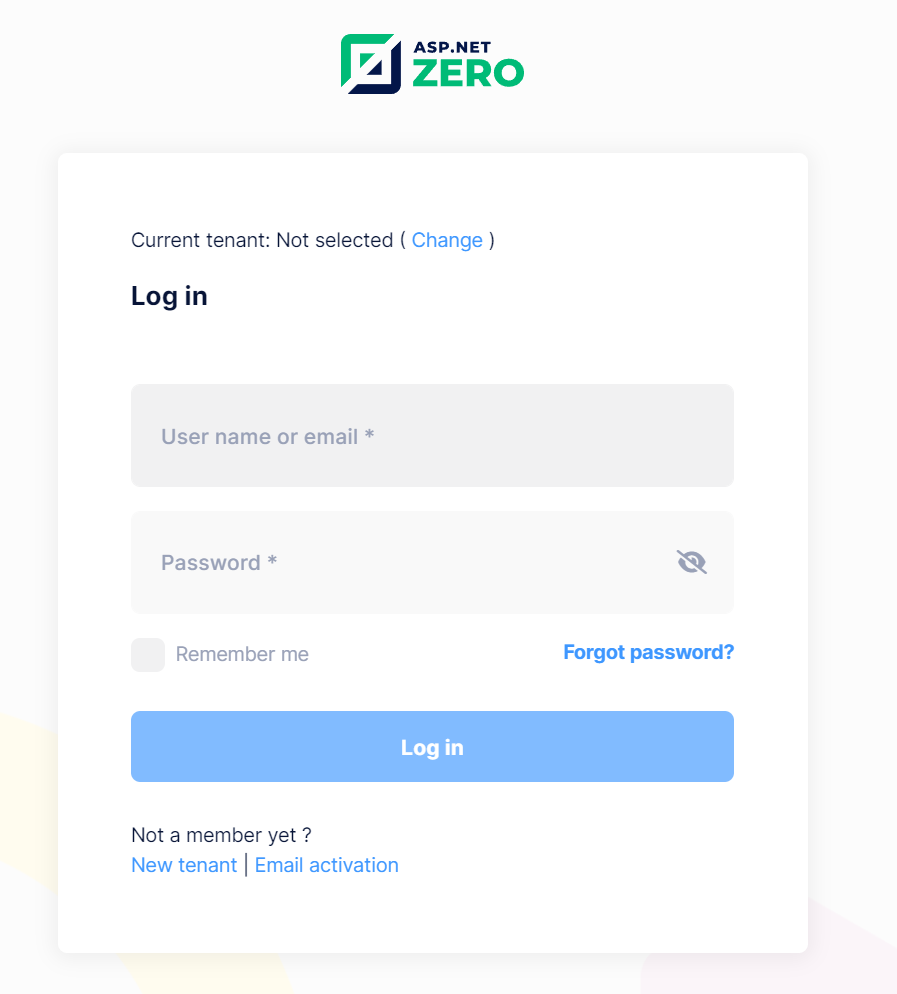 ASP.NET
ZERO
Current tenant: Not selected ( Change )
Log in
User name or email *
Password *
Remember me
Forgot password?
Log in
Not a member yet ?
New tenant | Email activation